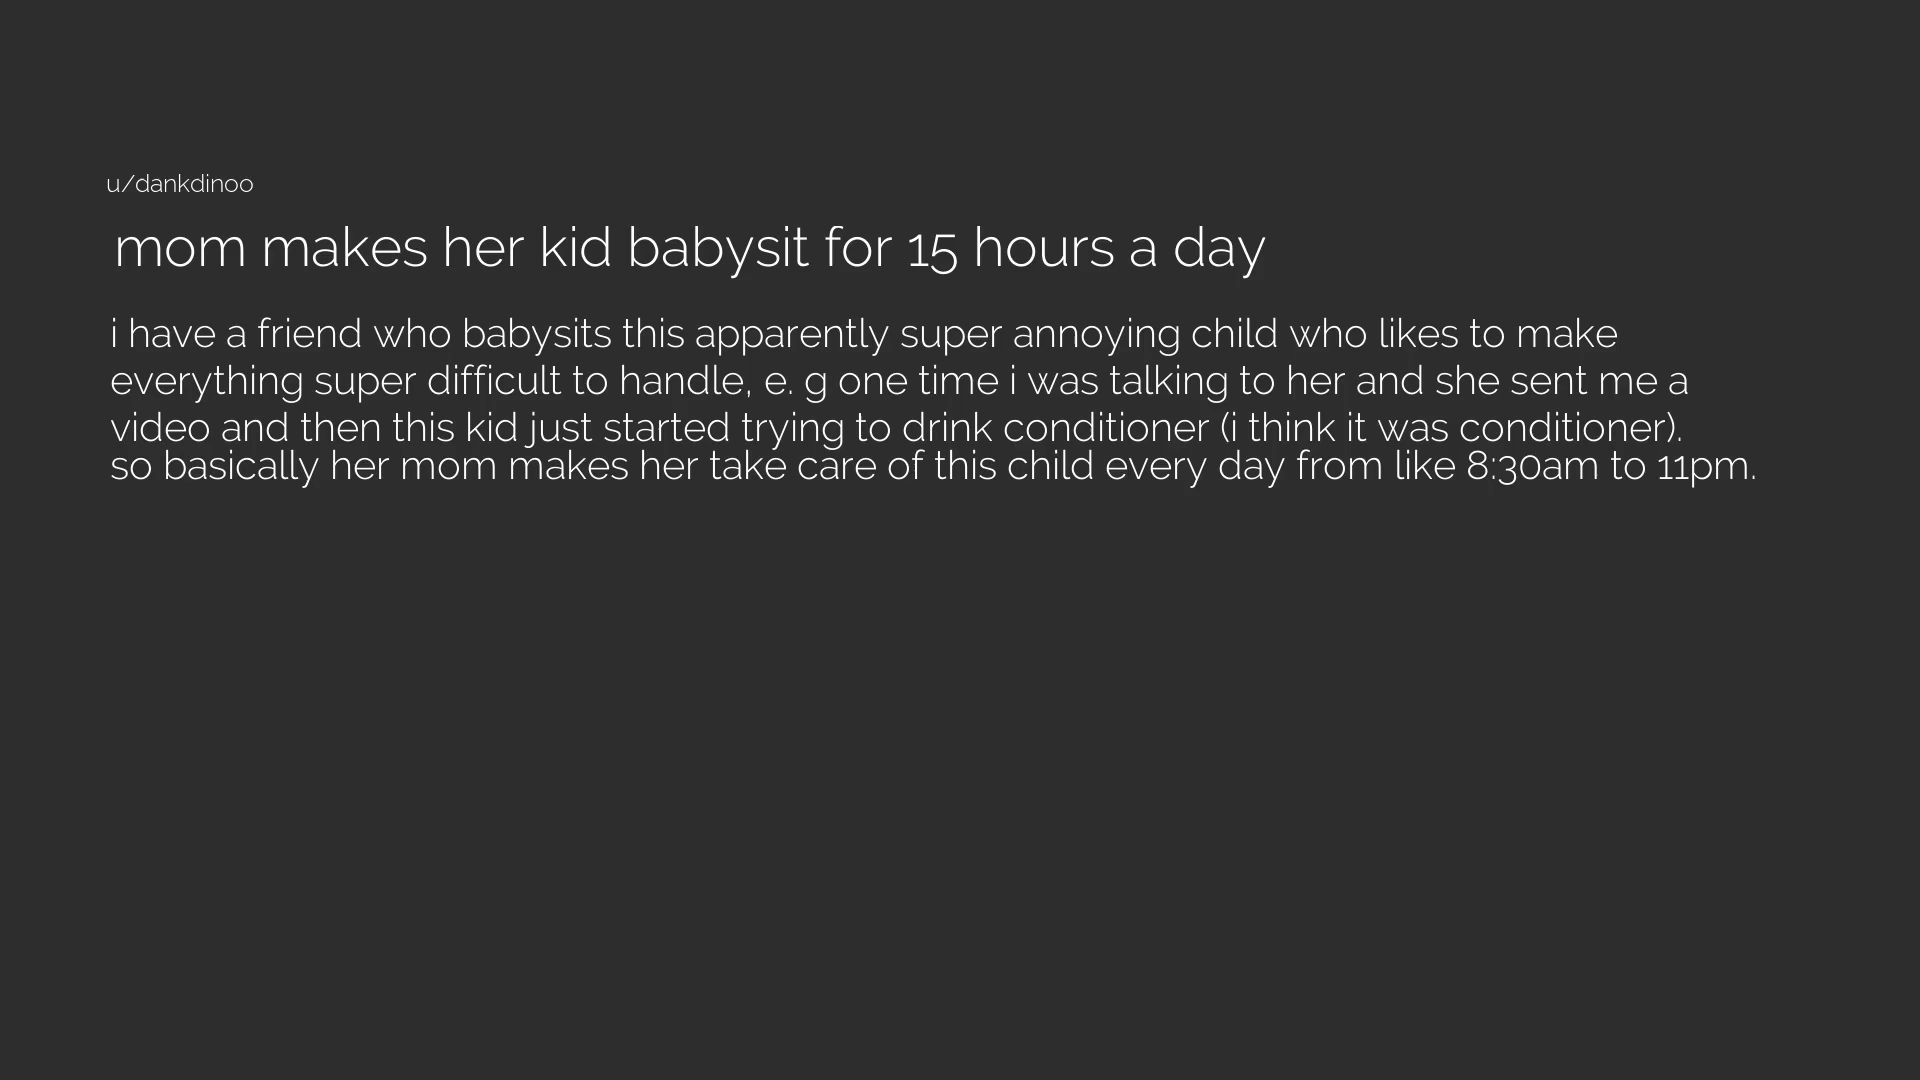 u/dankdinoo
mom makes her kid babysit for 15 hours a day
i have a friend who babysits this apparently super annoying child who likes to make
everything super difficult to handle, e. g one time i was talking to her and she sent me a
video and then this kid just started trying to drink conditioner (i think it was conditioner).
so basically her mom makes her take care of this child every day from like 8:30am to 11pm.